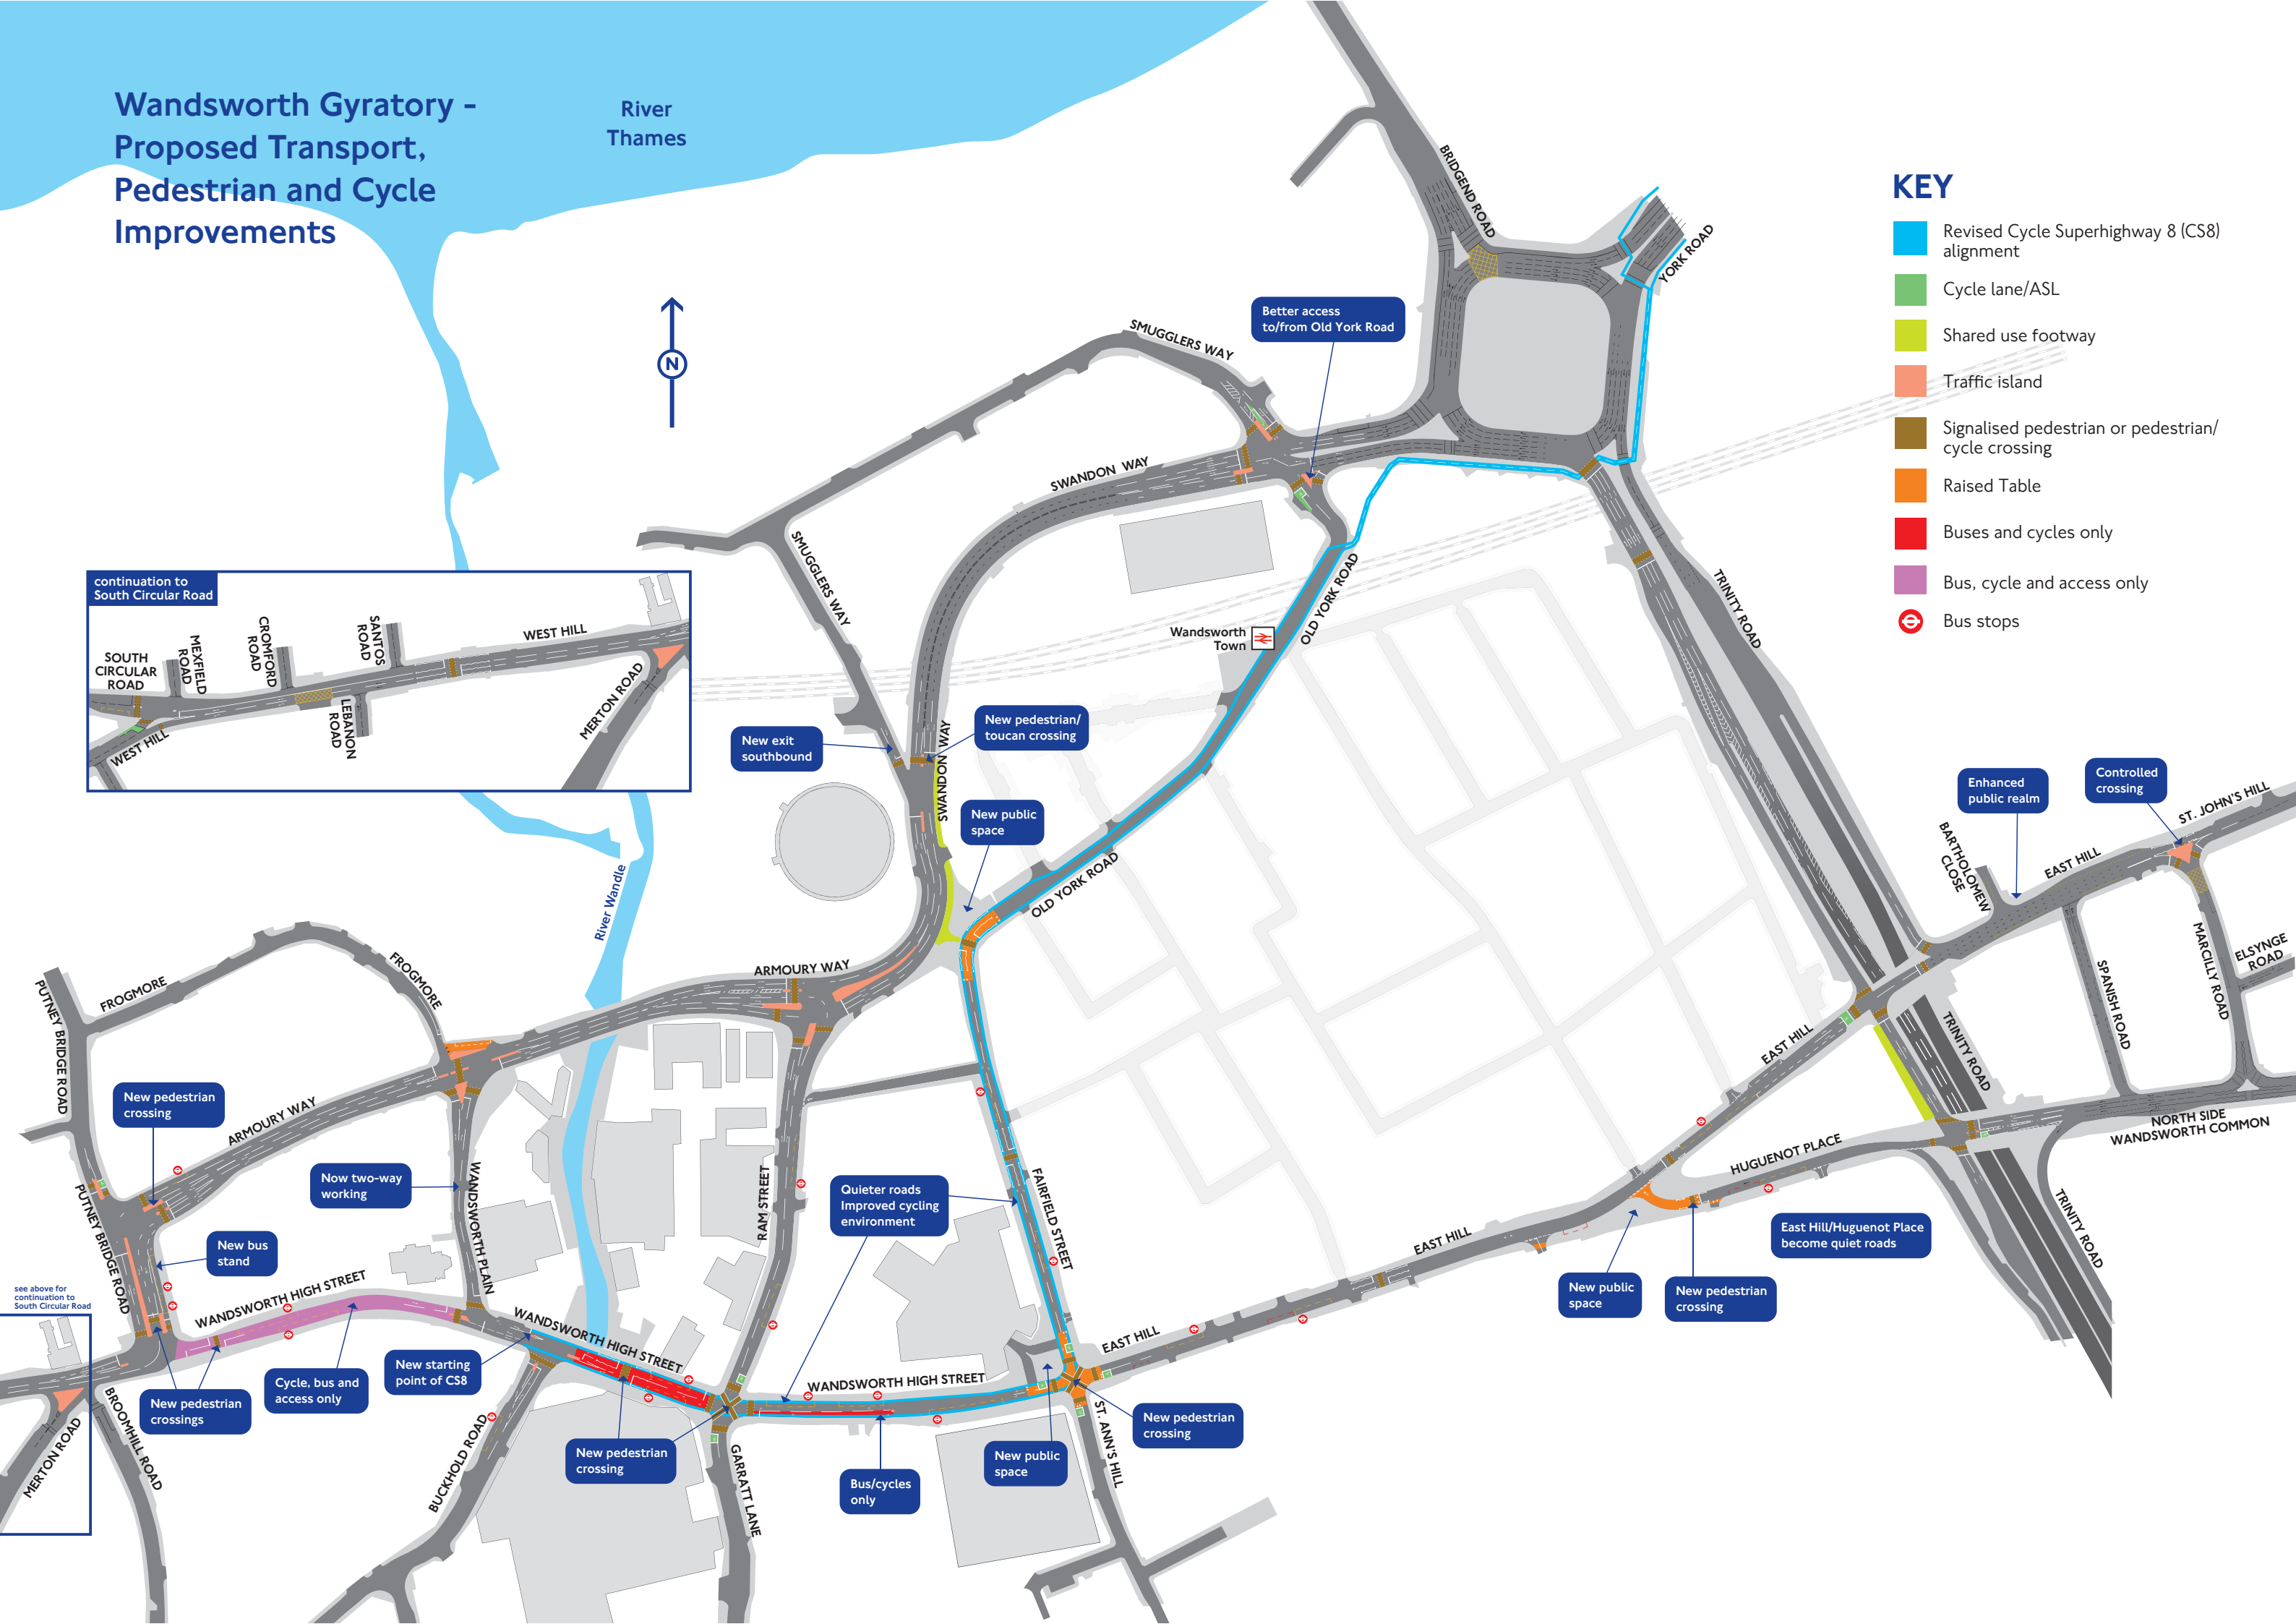 Wandsworth Gyratory -
Proposed Transport,
Pedestrian and Cycle
Improvements
River
Thames
N
KEY
Revised Cycle Superhighway 8 (CS8)
alignment
Cycle lane/ASL
Shared use footway
Traffic island
Signalised pedestrian or pedestrian/
cycle crossing
Raised Table
Buses and cycles only
Bus, cycle and access only
Bus stops
BRIDGEND ROAD
YORK ROAD
Better access
to/from Old York Road
SMUGGLERS WAY
SWANDON WAY
SMUGGLERS WAY
OLD YORK ROAD
Wandsworth
Town
TRINITY ROAD
continuation to
South Circular Road
SOUTH
CIRCULAR
ROAD
MEXFIELD
ROAD
CROMFORD
ROAD
SANTOS
ROAD
WEST HILL
LEBANON
ROAD
WEST HILL
MERTON ROAD
New exit
southbound
New pedestrian/
toucan crossing
SWANDON WAY
New public
space
OLD YORK ROAD
River Wandle
Enhanced
public realm
Controlled
crossing
ST. JOHN'S HILL
BARTHOLOMEW
CLOSE
EAST HILL
MARCILLY ROAD
ELSYNGE
ROAD
SPANISH ROAD
TRINITY ROAD
NORTH SIDE
WANDSWORTH COMMON
TRINITY ROAD
EAST HILL
HUGUENOT PLACE
East Hill/Huguenot Place
become quiet roads
New public
space
New pedestrian
crossing
EAST HILL
FROGMORE
FROGMORE
PUTNEY BRIDGE ROAD
ARMOURY WAY
ARMOURY WAY
New pedestrian
crossing
Now two-way
working
WANDSWORTH PLAIN
RAM STREET
Quieter roads
Improved cycling
environment
FAIRFIELD STREET
PUTNEY BRIDGE ROAD
New bus
stand
see above for
continuation to
South Circular Road
WANDSWORTH HIGH STREET
WANDSWORTH HIGH STREET
WANDSWORTH HIGH STREET
EAST HILL
New starting
point of CS8
Cycle, bus and
access only
New pedestrian
crossings
MERTON ROAD
BROOMHILL ROAD
BUCKHOLD ROAD
New pedestrian
crossing
GARRATT LANE
Bus/cycles
only
New public
space
New pedestrian
crossing
ST. ANN'S HILL